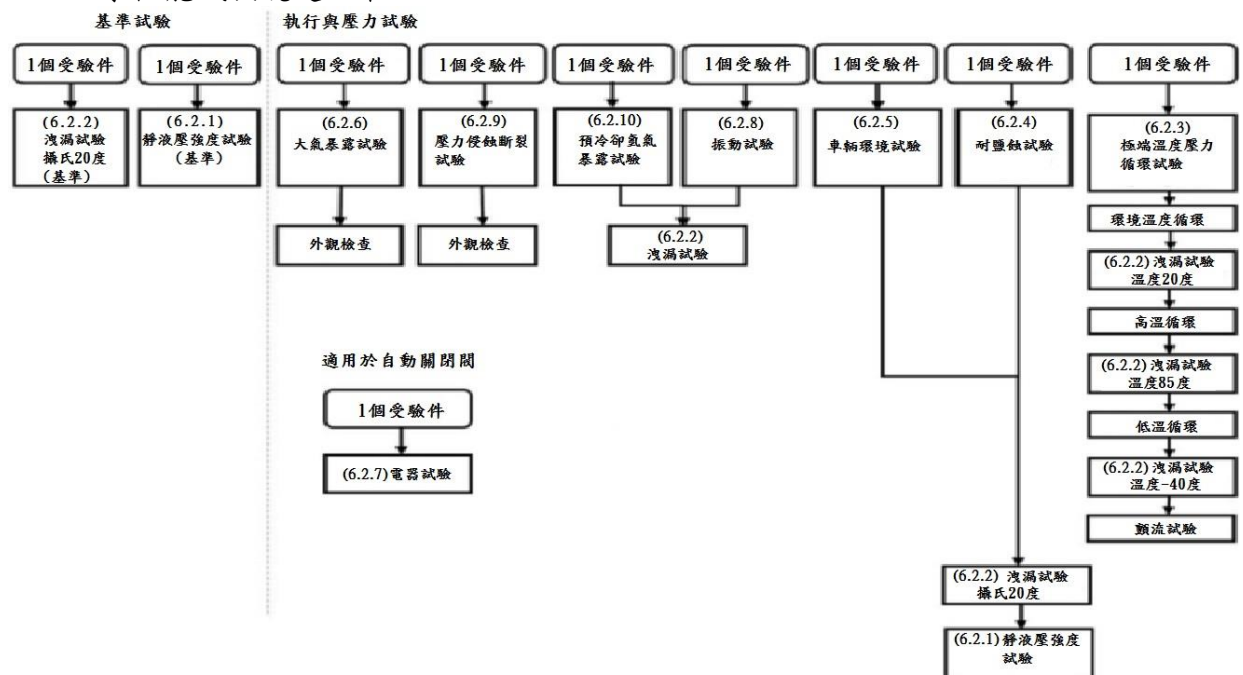 基準試驗
執行與壓力試驗
1個受驗件
(6.2.2)
洩漏試驗
攝氏20度
(基準)
1個受驗件
(6.2.1)
靜液壓強度試驗
(基準)
1個受驗件
(6.2.6)
大氣暴露試驗
外觀檢查
1個受驗件
(6.2.9)
壓力侵蝕斷裂
試驗
外觀檢查
1個受驗件
(6.2.10)
預冷卻氫氣
暴露試驗
1個受驗件
(6.2.8)
振動試驗
(6.2.2)
洩漏試驗
1個受驗件
(6.2.5)
車輛環境試驗
1個受驗件
(6.2.4)
耐鹽蝕試驗
(6.2.2) 洩漏試驗
攝氏20度
(6.2.1)靜液壓強度
試驗
1個受驗件
(6.2.3)
極端溫度壓力
循環試驗
環境溫度循環
(6.2.2)洩漏試驗
溫度20度
高溫循環
(6.2.2)洩漏試驗
溫度85度
低溫循環
(6.2.2)洩漏試驗
溫度-40度
顫流試驗
適用於自動關閉閥
1個受驗件
(6.2.7)電器試驗